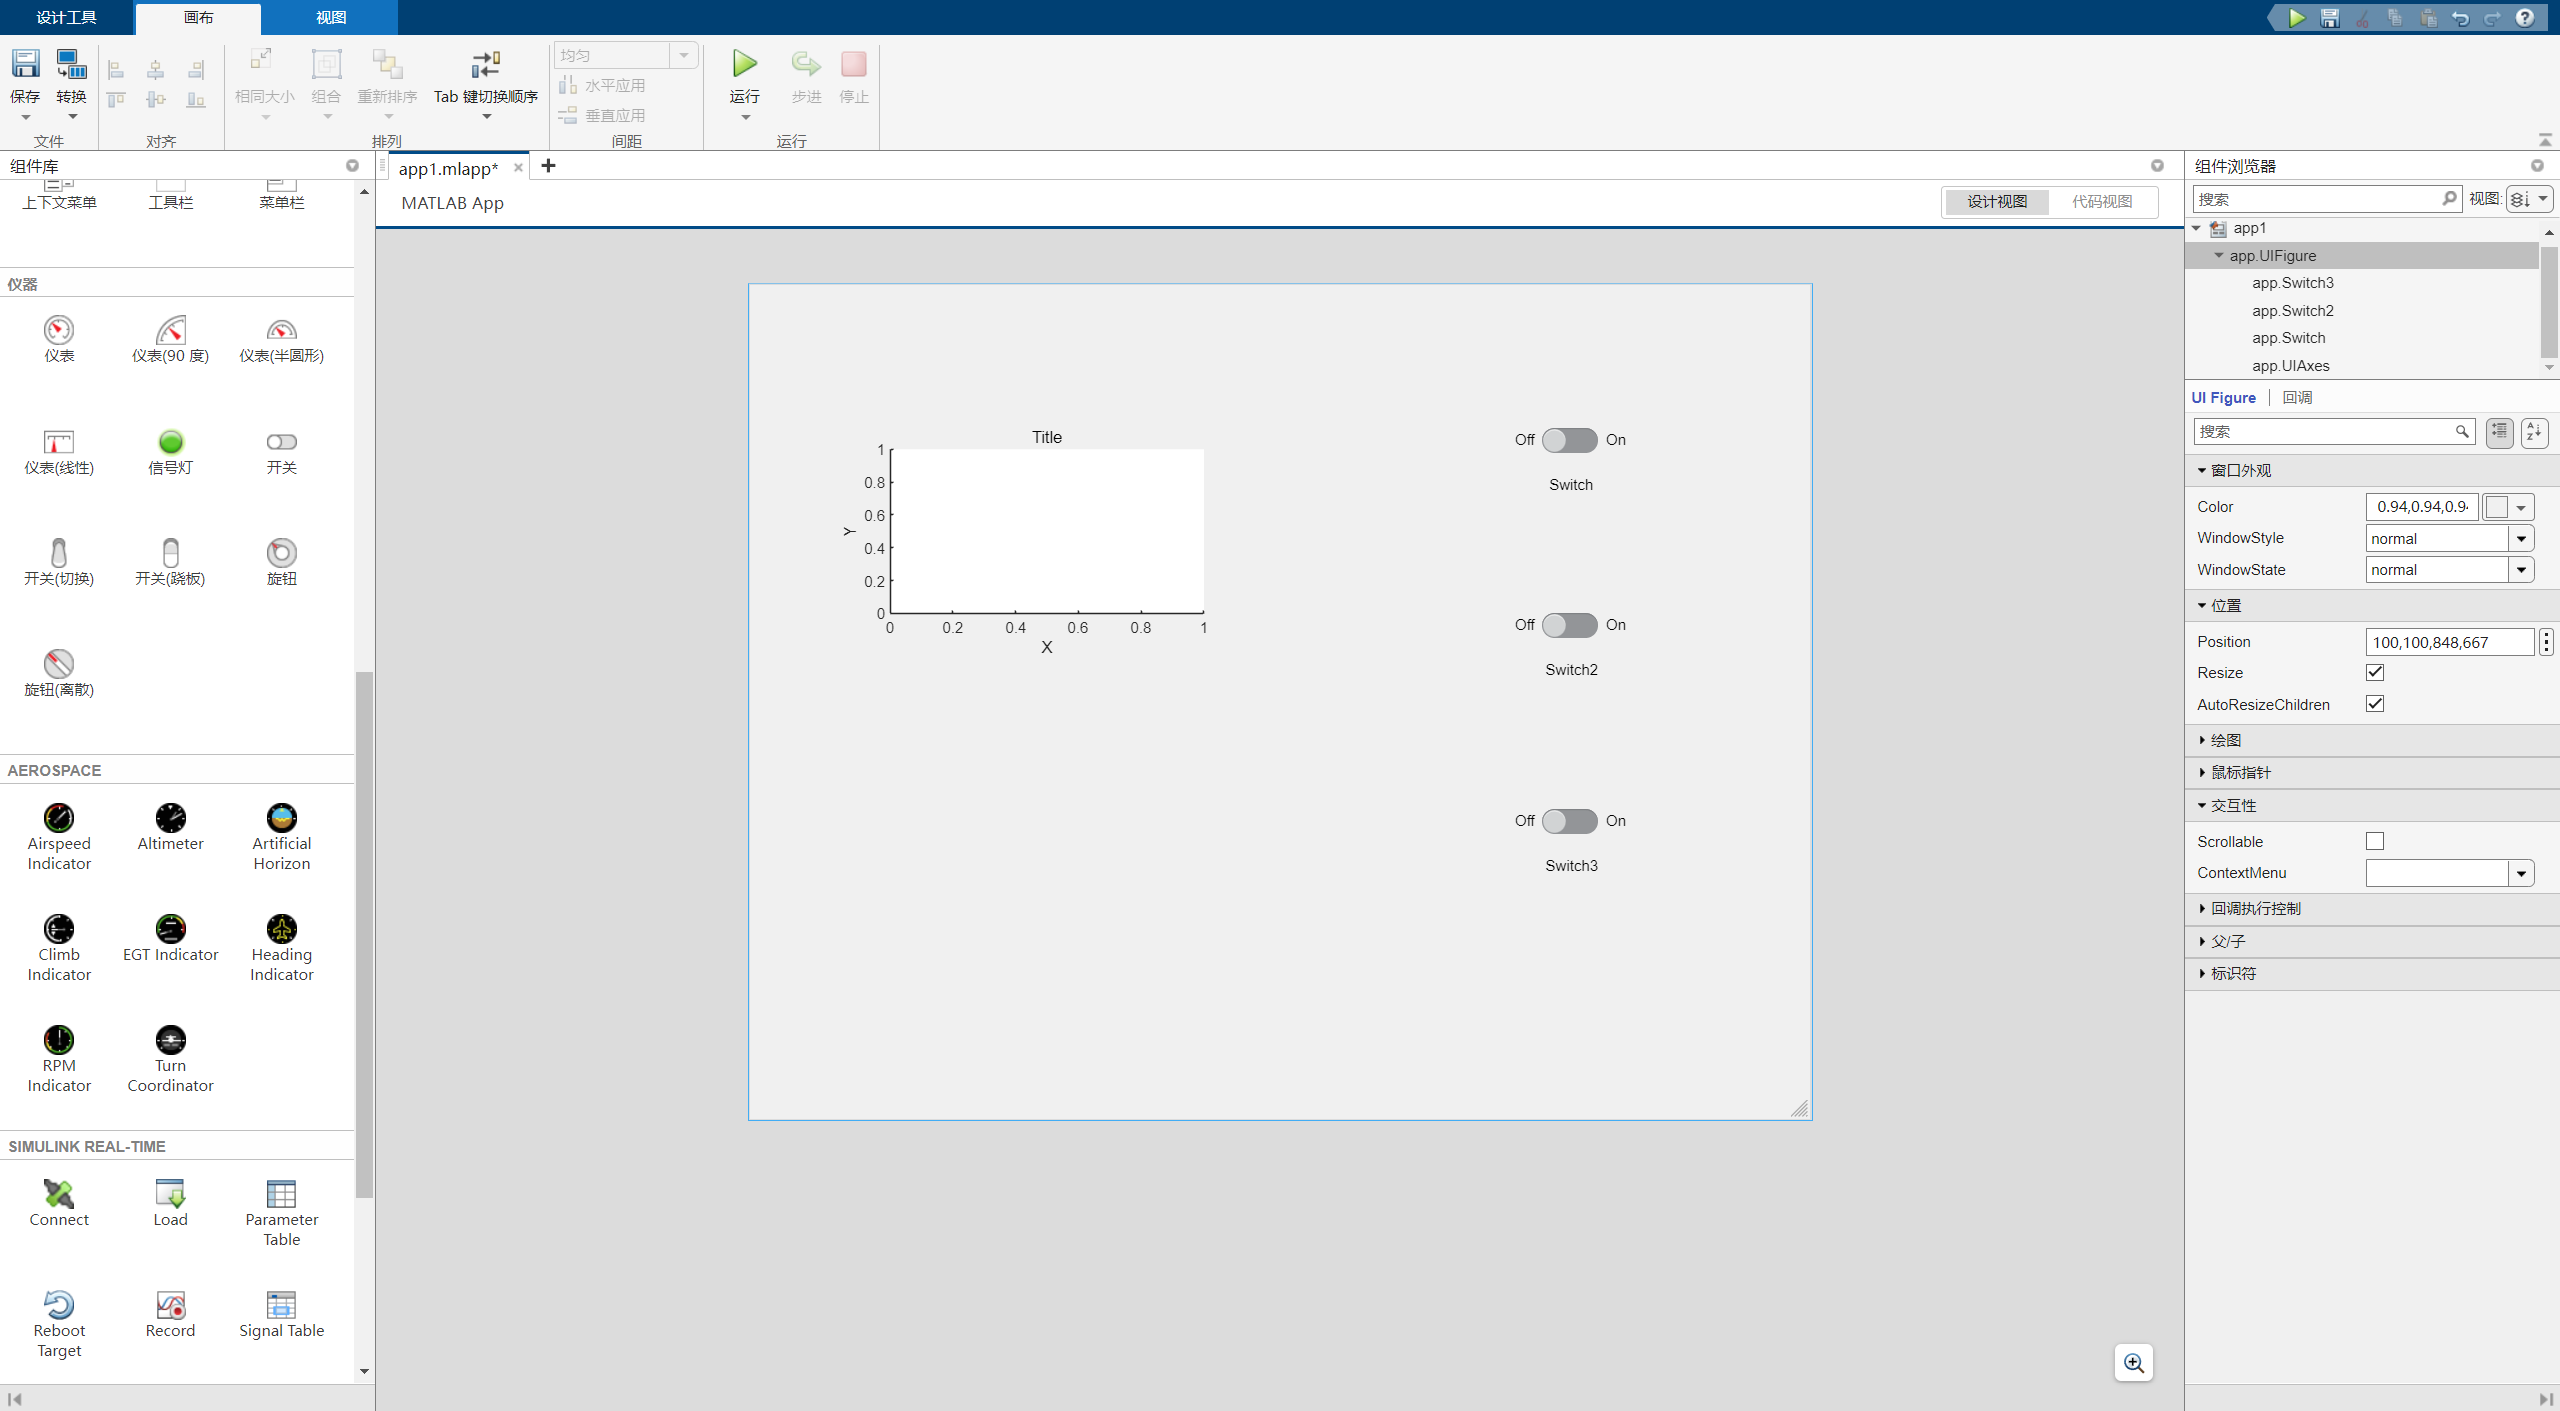 设计工具 画布 视图
保存 转换 相同大小 组合 重新排序 Tab 键切换顺序 均匀 水平应用 垂直应用 运行 步进 停止
文件 对齐 排列 间距 运行
组件库
上下文菜单 工具栏 菜单栏
仪器
仪表 仪表(90 度) 仪表(半圆形)
仪表(线性) 信号灯 开关
开关(切换) 开关(跷板) 旋钮
旋钮(离散)
AEROSPACE
Airspeed Indicator Altimeter Artificial Horizon
Climb Indicator EGT Indicator Heading Indicator
RPM Indicator Turn Coordinator
SIMULINK REAL-TIME
Connect Load Parameter Table
Reboot Target Record Signal Table
app1.mlapp*
MATLAB App 设计视图 代码视图
Title
1
0.8
0.6
0.4
0.2
0
Y
0 0.2 0.4 0.6 0.8 1
X
Off On
Switch
Off On
Switch2
Off On
Switch3
组件浏览器
搜索 视图:
app1
app.UIFigure
app.Switch3
app.Switch2
app.Switch
app.UIAxes
UI Figure 回调
搜索
窗口外观
Color 0.94,0.94,0.9
WindowStyle normal
WindowState normal
位置
Position 100,100,848,667
Resize
AutoResizeChildren
绘图
鼠标指针
交互性
Scrollable
ContextMenu
回调执行控制
父/子
标识符